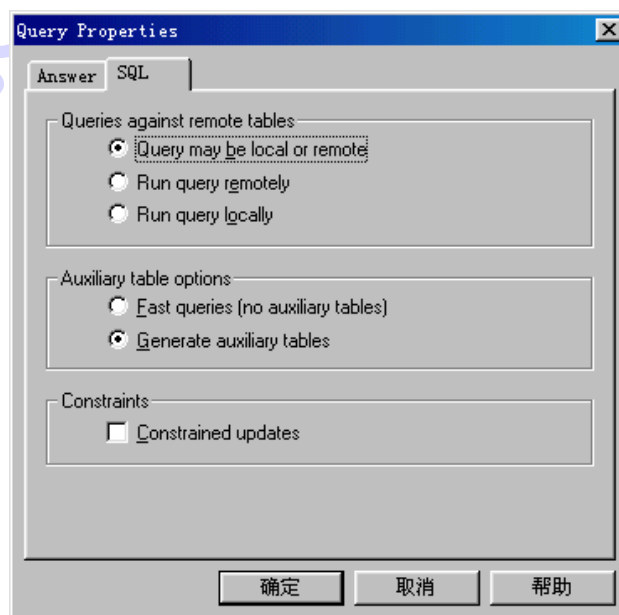 Query Properties
Answer
SQL
Queries against remote tables
Query may be local or remote
Run query remotely
Run query locally
Auxiliary table options
Fast queries (no auxiliary tables)
Generate auxiliary tables
Constraints
Constrained updates
确定
取消
帮助